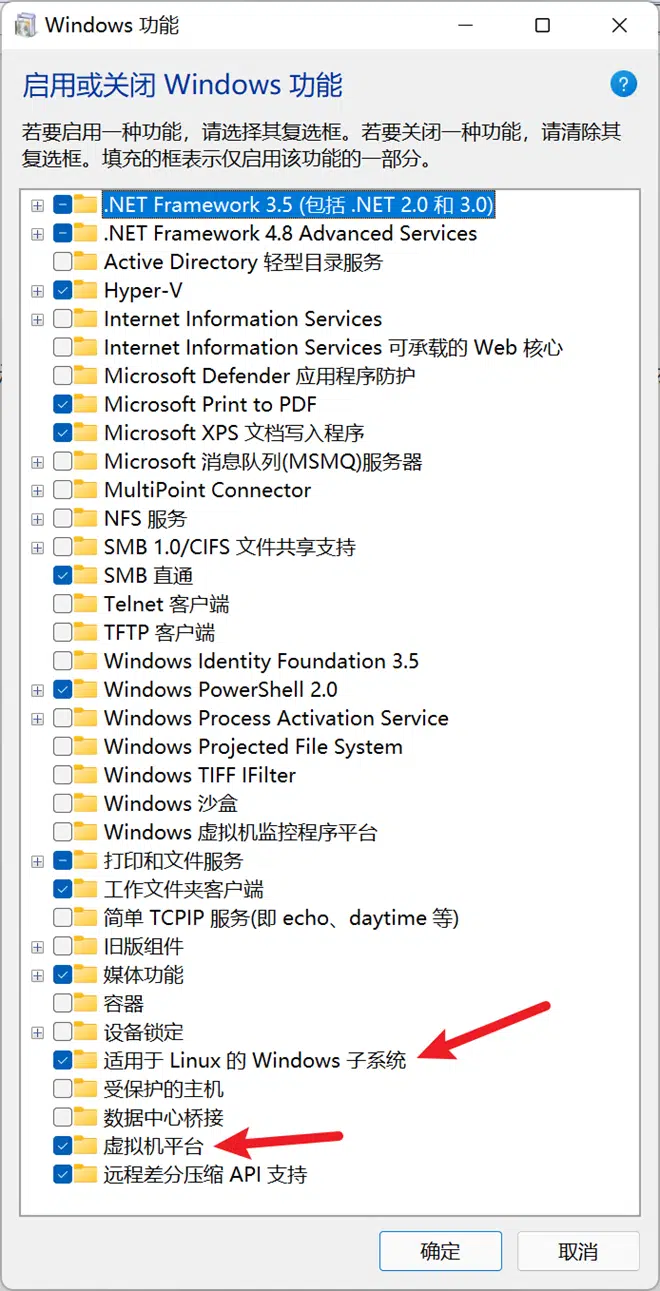 Windows 功能
启用或关闭 Windows 功能
若要启用一种功能，请选择其复选框。若要关闭一种功能，请清除其
复选框。填充的框表示仅启用该功能的一部分。
.NET Framework 3.5 (包括 .NET 2.0 和 3.0)
.NET Framework 4.8 Advanced Services
Active Directory 轻型目录服务
Hyper-V
Internet Information Services
Internet Information Services 可承载的 Web 核心
Microsoft Defender 应用程序防护
Microsoft Print to PDF
Microsoft XPS 文档写入程序
Microsoft 消息队列(MSMQ)服务器
MultiPoint Connector
NFS 服务
SMB 1.0/CIFS 文件共享支持
SMB 直通
Telnet 客户端
TFTP 客户端
Windows Identity Foundation 3.5
Windows PowerShell 2.0
Windows Process Activation Service
Windows Projected File System
Windows TIFF IFilter
Windows 沙盒
Windows 虚拟机监控程序平台
打印和文件服务
工作文件夹客户端
简单 TCPIP 服务(即 echo、daytime 等)
旧版组件
媒体功能
容器
设备锁定
适用于 Linux 的 Windows 子系统
受保护的主机
数据中心桥接
虚拟机平台
远程差分压缩 API 支持
确定
取消